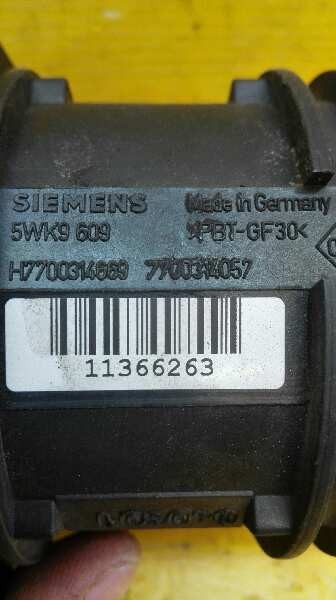 SIEMENS Made in Germany
5WK9 609 >PBT-GF30<
H7700314669 7700314057
11366263